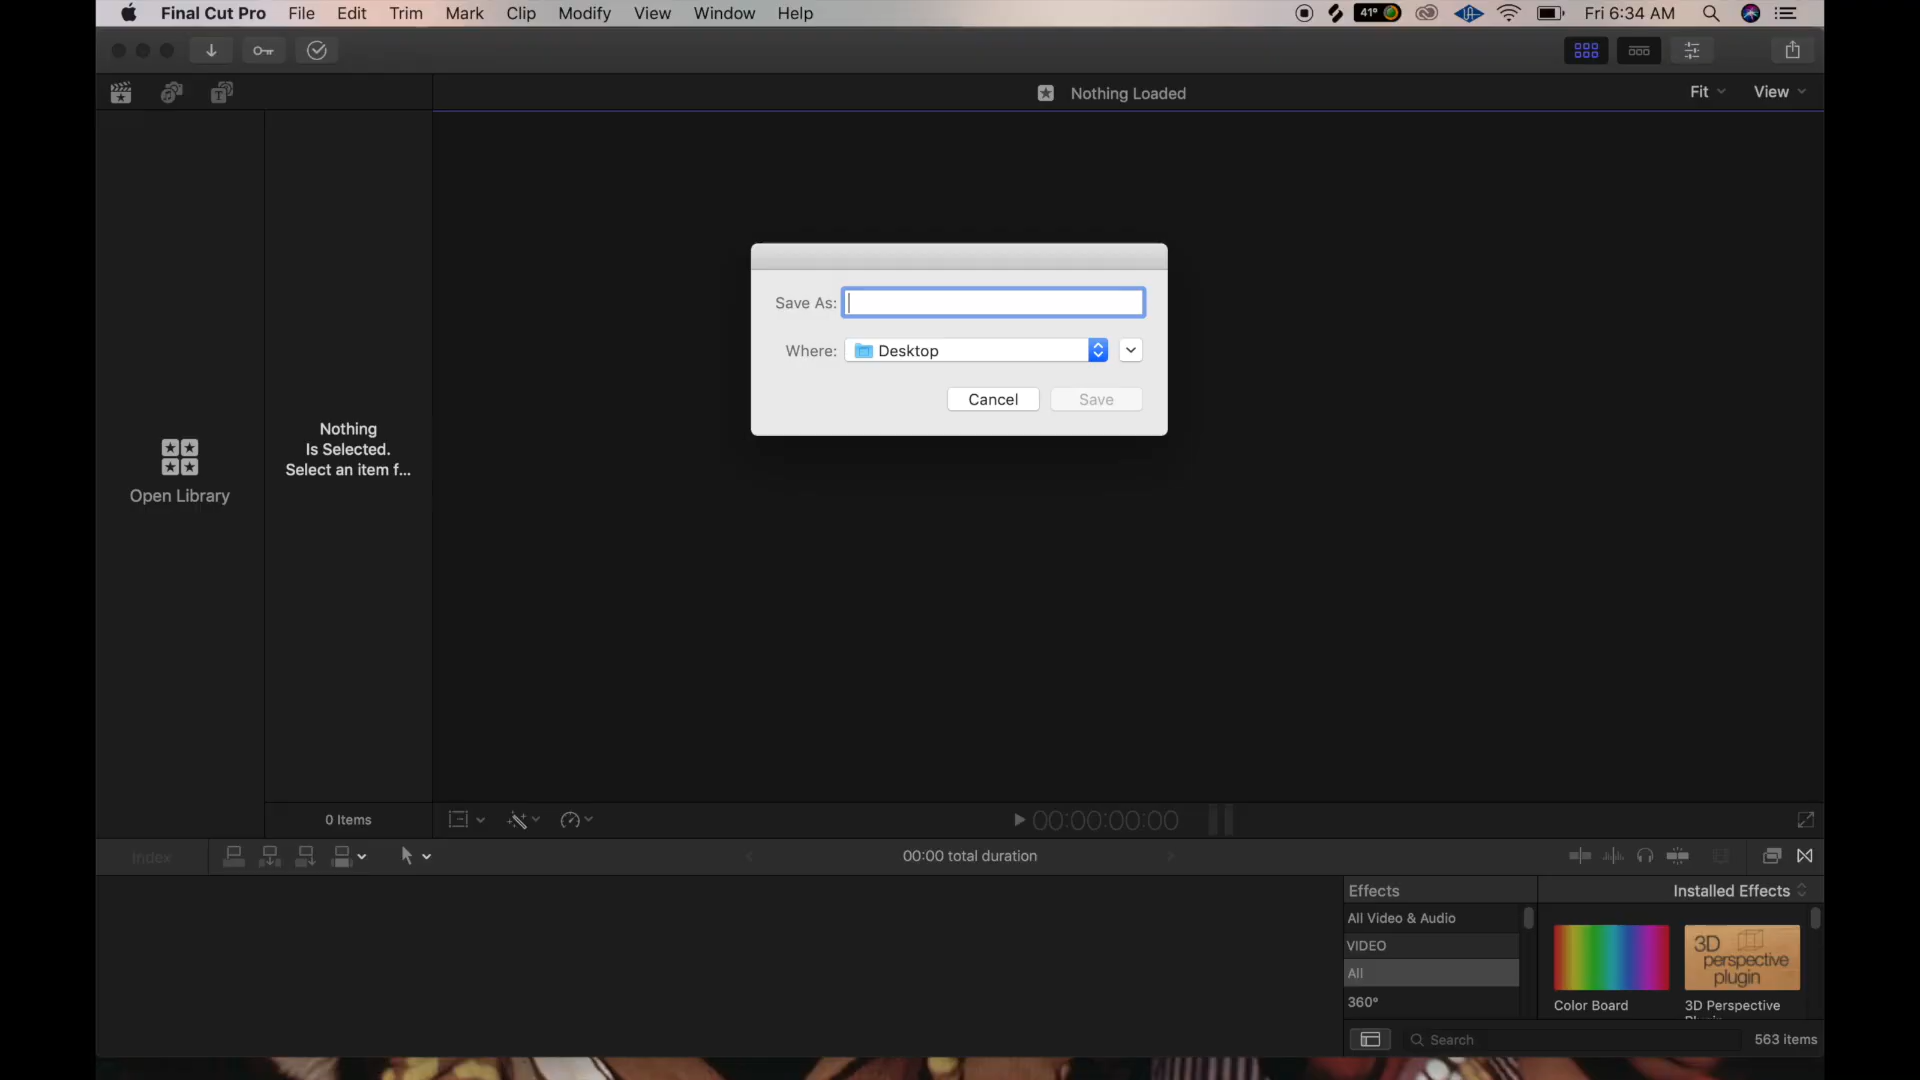 Final Cut Pro File Edit Trim Mark Clip Modify View Window Help 41° Fri 6:34 AM
Nothing Loaded Fit View
T
Save As:
Where: Desktop
Cancel Save
Nothing
Is Selected.
Select an item f...
Open Library
0 Items 00:00:00:00
Index 00:00 total duration
Effects Installed Effects
All Video & Audio
VIDEO
All
360°
3D
perspective
plugin
Color Board 3D Perspective
Search 563 items